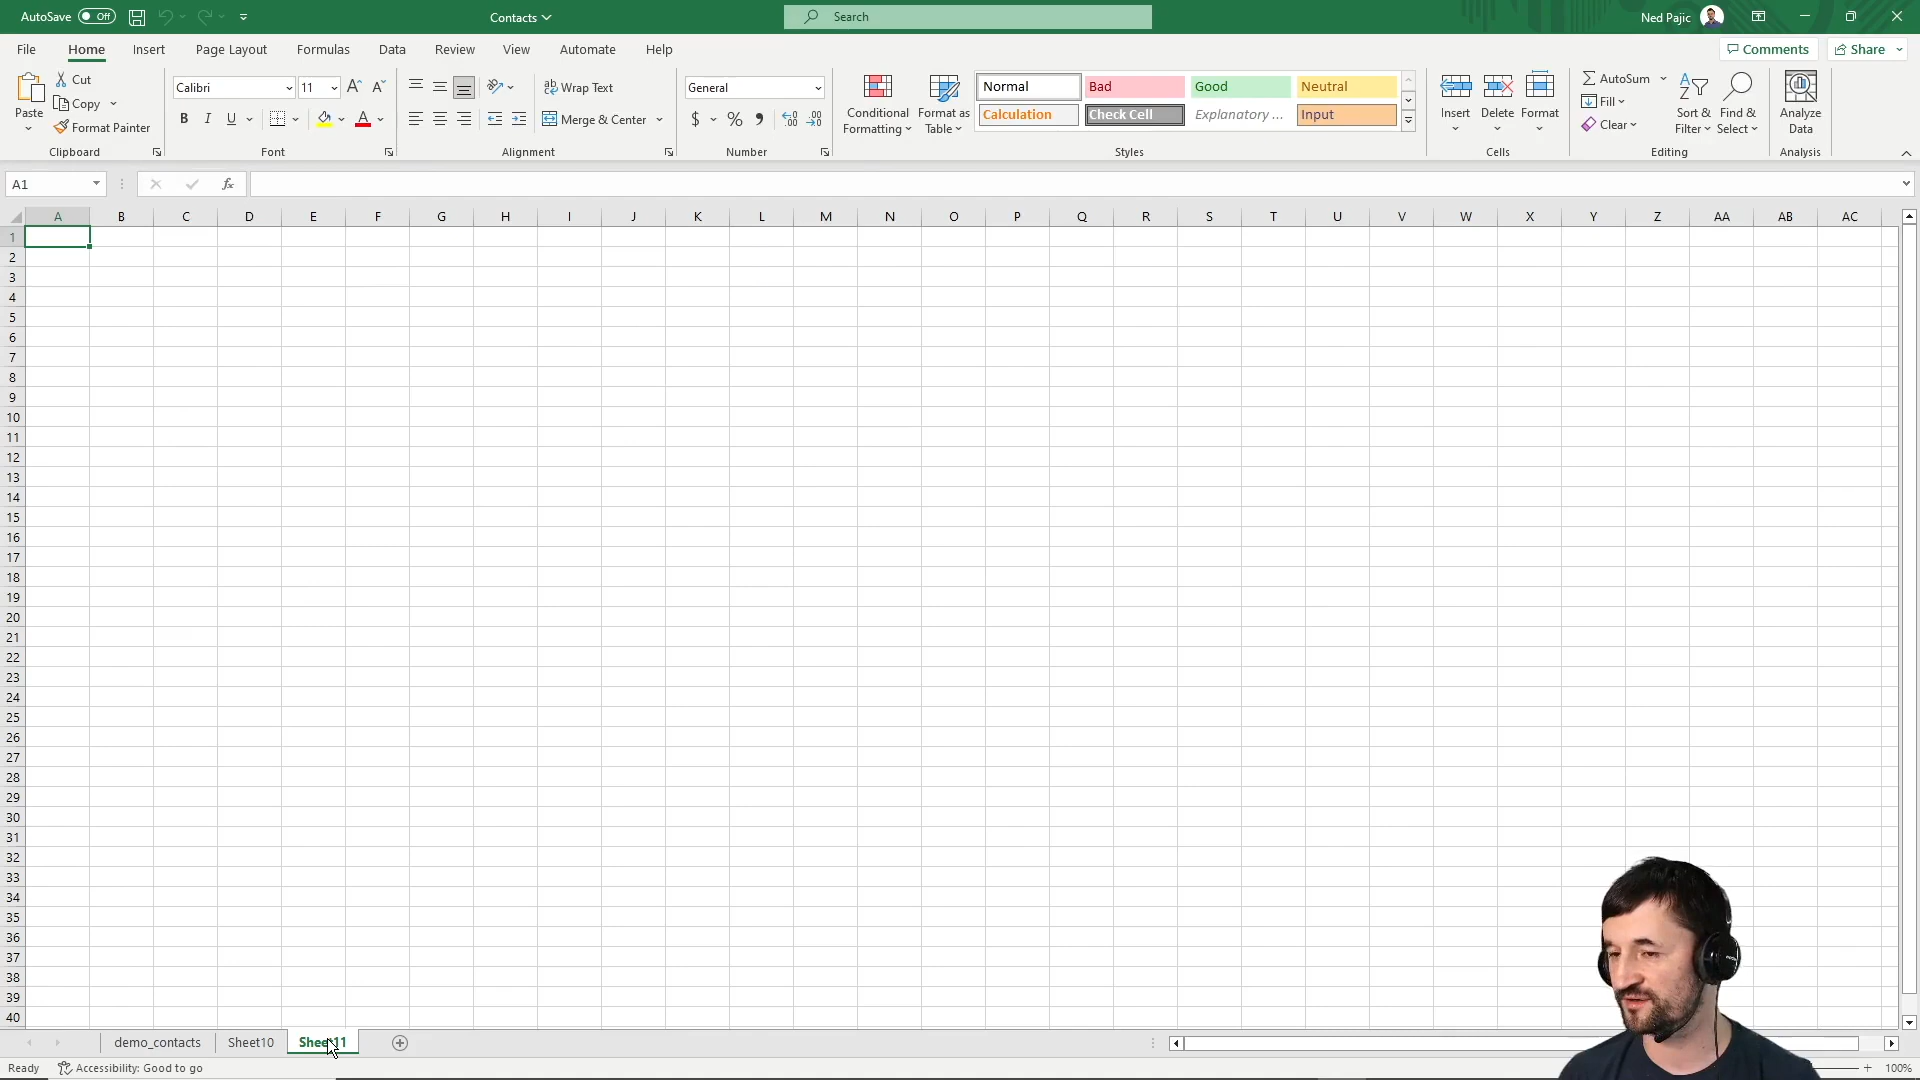 AutoSave Off Contacts Search Ned Pajic
File Home Insert Page Layout Formulas Data Review View Automate Help Comments Share
Paste Cut Copy Format Painter
Clipboard
Calibri 11
B I U A
Font
Wrap Text
Merge & Center
Alignment
General
$ % 9
Number
Conditional Formatting Format as Table
Normal Bad Good Neutral
Calculation Check Cell Explanatory ... Input
Styles
Insert Delete Format
Cells
AutoSum
Fill
Clear
Sort & Filter Find & Select
Editing
Analyze Data
Analysis
A1 fx
A B C D E F G H I J K L M N O P Q R S T U V W X Y Z AA AB AC
1
2
3
4
5
6
7
8
9
10
11
12
13
14
15
16
17
18
19
20
21
22
23
24
25
26
27
28
29
30
31
32
33
34
35
36
37
38
39
40
demo_contacts Sheet10 Sheet11
Ready Accessibility: Good to go 100%